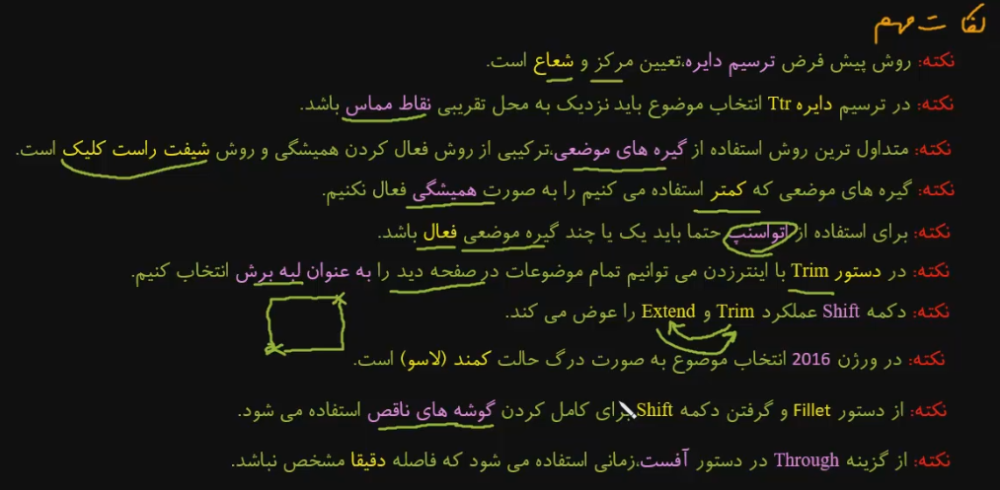 نکات مهم
نکته: روش پیش فرض ترسیم دایره،تعیین مرکز و شعاع است.
نکته: در ترسیم دایره Ttr انتخاب موضوع باید نزدیک به محل تقریبی نقاط مماس باشد.
نکته: متداول ترین روش استفاده از گیره های موضعی،ترکیبی از روش فعال کردن همیشگی و روش شیفت راست کلیک است.
نکته: گیره های موضعی که کمتر استفاده می کنیم را به صورت همیشگی فعال نکنیم.
نکته: برای استفاده از اتواسنپ حتما باید یک یا چند گیره موضعی فعال باشد.
نکته: در دستور Trim با اینترزدن می توانیم تمام موضوعات در صفحه دید را به عنوان لبه برش انتخاب کنیم.
نکته: دکمه Shift عملکرد Trim و Extend را عوض می کند.
نکته: در ورژن 2016 انتخاب موضوع به صورت درگ حالت کمند (لاسو) است.
نکته: از دستور Fillet و گرفتن دکمه Shift برای کامل کردن گوشه های ناقص استفاده می شود.
نکته: از گزینه Through در دستور آفست،زمانی استفاده می شود که فاصله دقیقا مشخص نباشد.